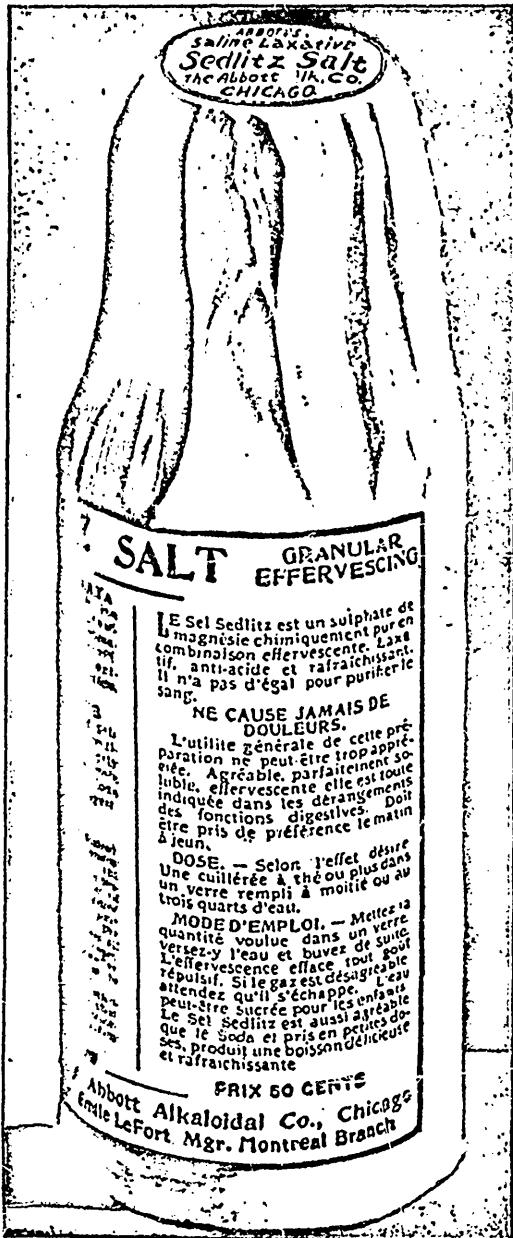 ABBOTT'S
Saline Laxative
Sedlitz Salt
The Abbott Alk. Co.
CHICAGO
SALT
GRANULAR
EFFERVESCING
LE Sel Sedlitz est un sulphate de
magnésie chimiquement pur en
combinaison effervescente. Laxa
tif, anti-acide et rafraichissant.
Il n'a pas d'égal pour purifier le
sang.
NE CAUSE JAMAIS DE
DOULEURS.
L'utilité générale de cette pré-
paration ne peut-être trop appré-
ciée. Agréable, parfaitement so-
luble, effervescente elle est toute
indiquée dans les dérangements
des fonctions digestives. Doit
être pris de préférence le matin
à jeun.
DOSE. — Selon l'effet désiré
Une cuillérée à thé ou plus dans
un verre rempli à moitié ou au
trois quarts d'eau.
MODE D'EMPLOI. — Mettez la
quantité voulue dans un verre
versez-y l'eau et buvez de suite
L'effervescence efface tout goût
répulsif. Si le gaz est désagréable
attendez qu'il s'échappe. L'eau
peut-être sucrée pour les enfants
Le Sel Sedlitz est aussi agréable
que le Soda et pris en petites do-
ses, produit une boisson délicieuse
et rafraichissante
PRIX 50 CENTS
Abbott Alkaloidal Co., Chicago
Emile LeFort Mgr. Montreal Branch